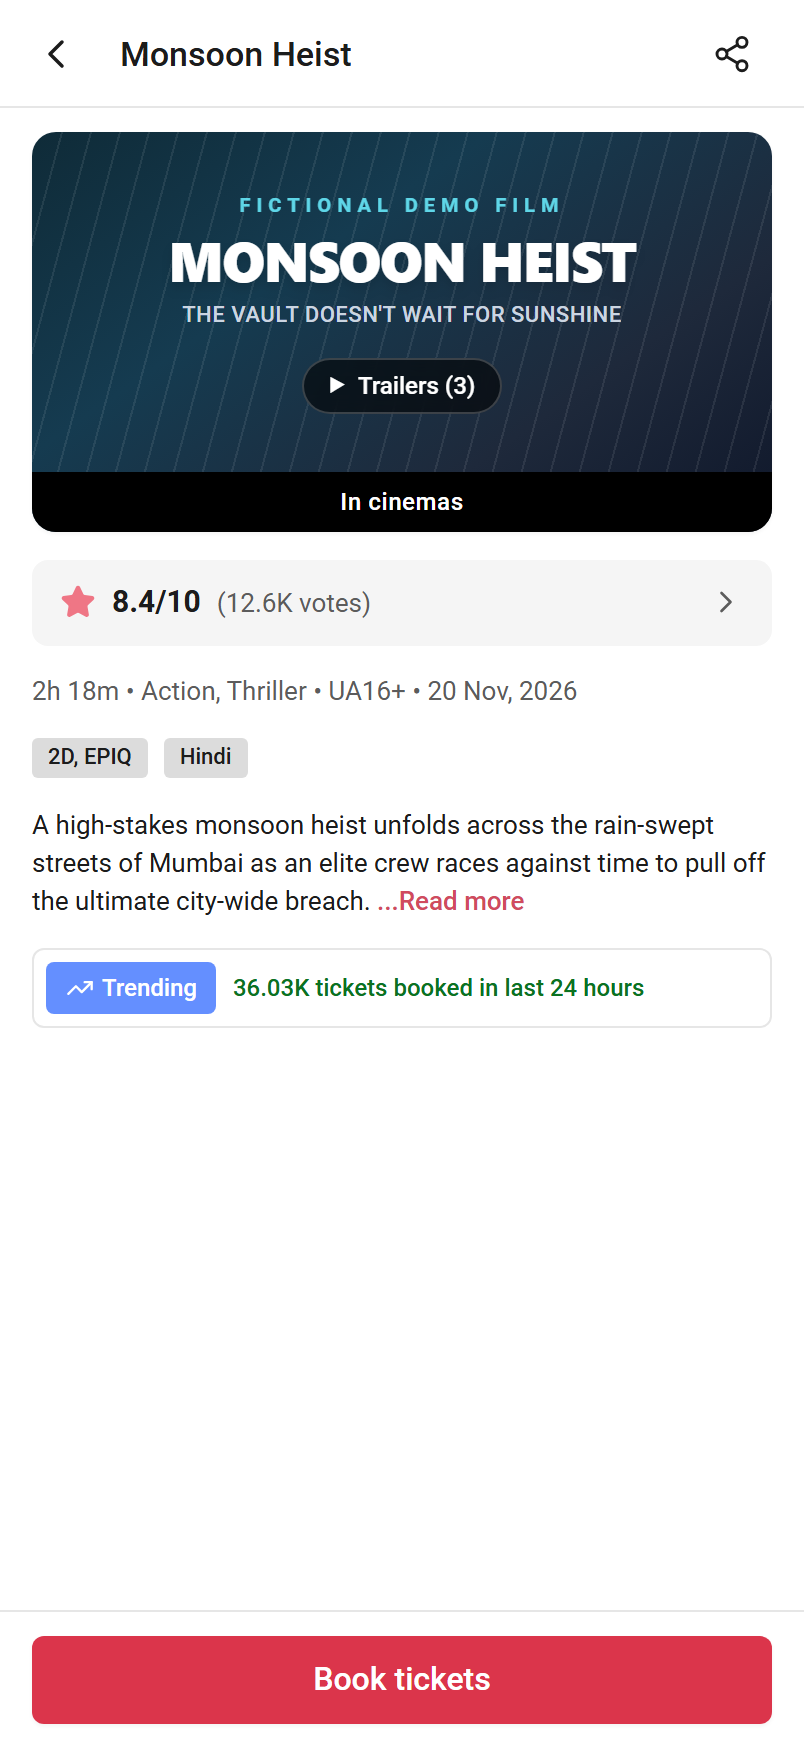 Monsoon Heist
FICTIONAL DEMO FILM
MONSOON HEIST
THE VAULT DOESN'T WAIT FOR SUNSHINE
Trailers (3)
In cinemas
8.4/10 (12.6K votes)
2h 18m • Action, Thriller • UA16+ • 20 Nov, 2026
2D, EPIQ Hindi
A high-stakes monsoon heist unfolds across the rain-swept
streets of Mumbai as an elite crew races against time to pull off
the ultimate city-wide breach. ...Read more
Trending 36.03K tickets booked in last 24 hours
Book tickets